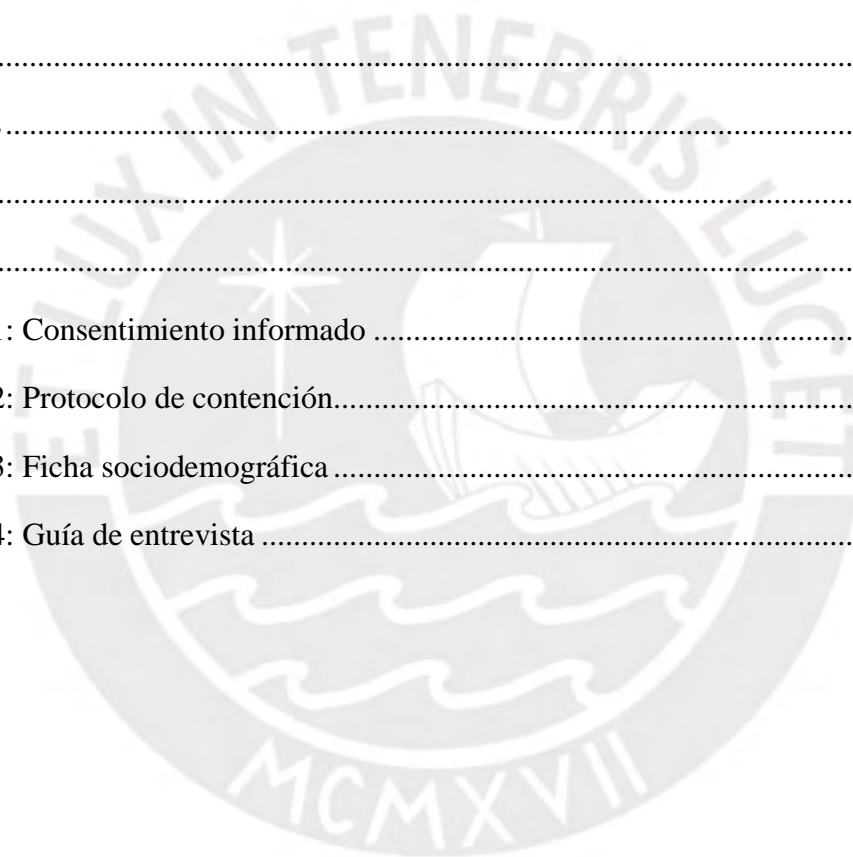 ET LUX IN TENEBRIS LUCET
................................................................................
................................................................................
................................................................................
................................................................................
1: Consentimiento informado ............................................................
2: Protocolo de contención.................................................................
3: Ficha sociodemográfica .................................................................
4: Guía de entrevista ..........................................................................
MCMXVII